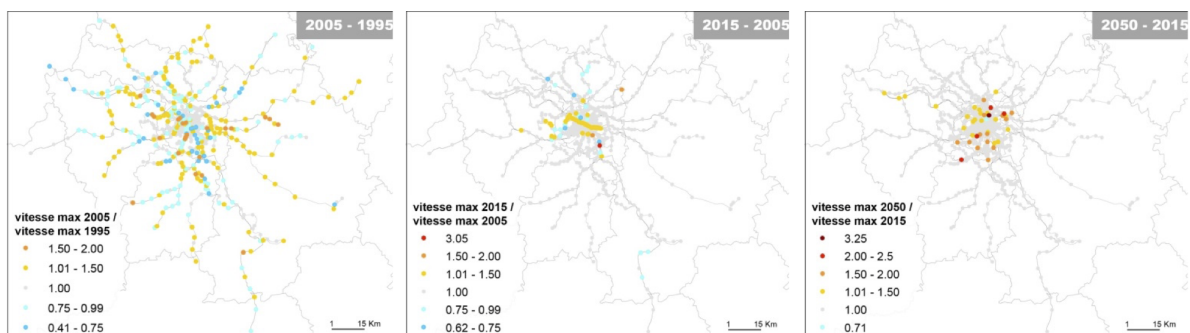 2005 - 1995
vitesse max 2005 /
vitesse max 1995
1.50 - 2.00
1.01 - 1.50
1.00
0.75 - 0.99
0.41 - 0.75
1 15 Km
2015 - 2005
vitesse max 2015 /
vitesse max 2005
3.05
1.50 - 2.00
1.01 - 1.50
1.00
0.75 - 0.99
0.62 - 0.75
1 15 Km
2050 - 2015
vitesse max 2050 /
vitesse max 2015
3.25
2.00 - 2.5
1.50 - 2.00
1.01 - 1.50
1.00
0.71
1 15 Km